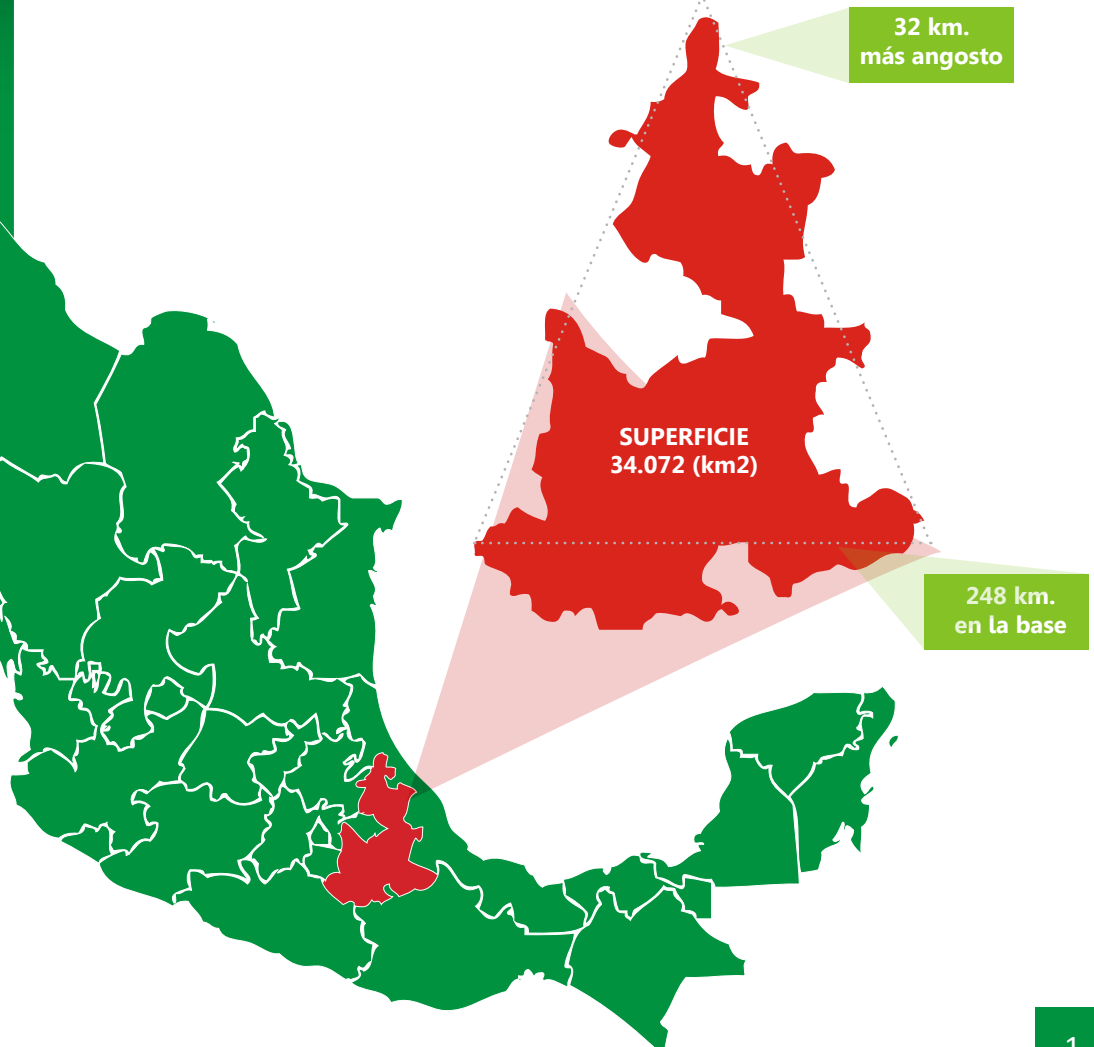 32 km.
más angosto
SUPERFICIE
34.072 (km2)
248 km.
en la base
1